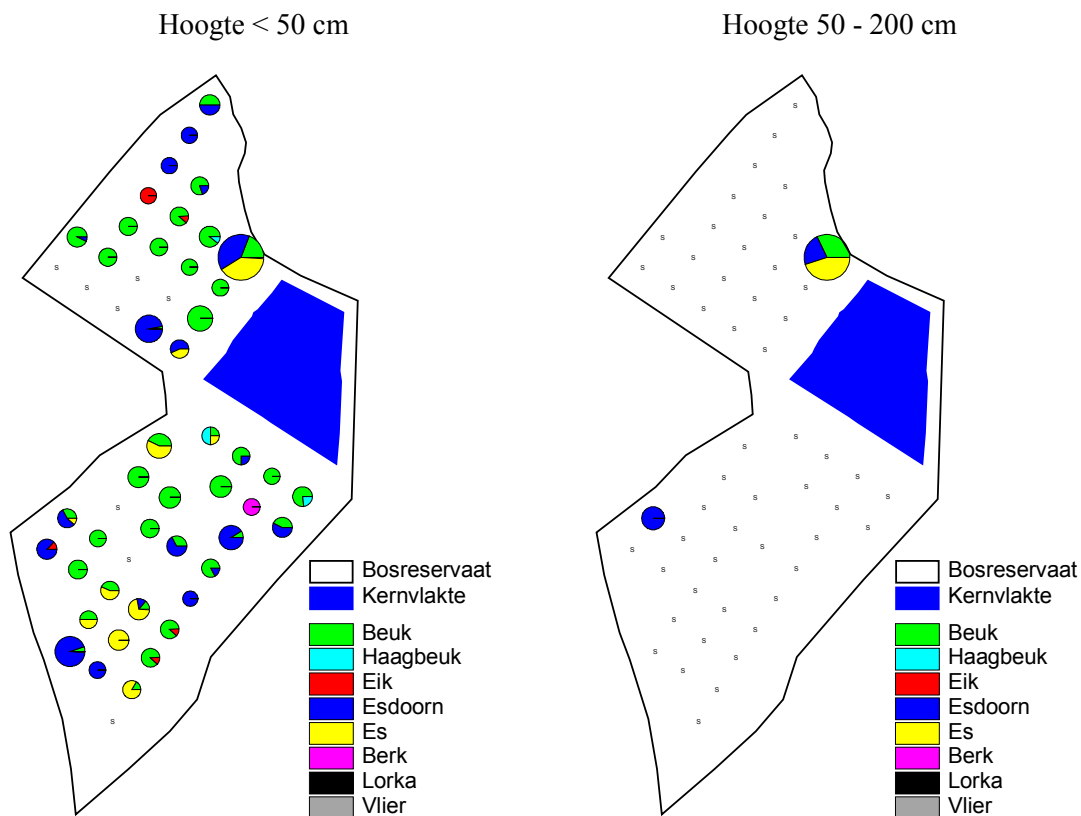 Hoogte < 50 cm
Bosreservaat
Kernvlakte
Beuk
Haagbeuk
Eik
Esdoorn
Es
Berk
Lorka
Vlier
Hoogte 50 - 200 cm
Bosreservaat
Kernvlakte
Beuk
Haagbeuk
Eik
Esdoorn
Es
Berk
Lorka
Vlier